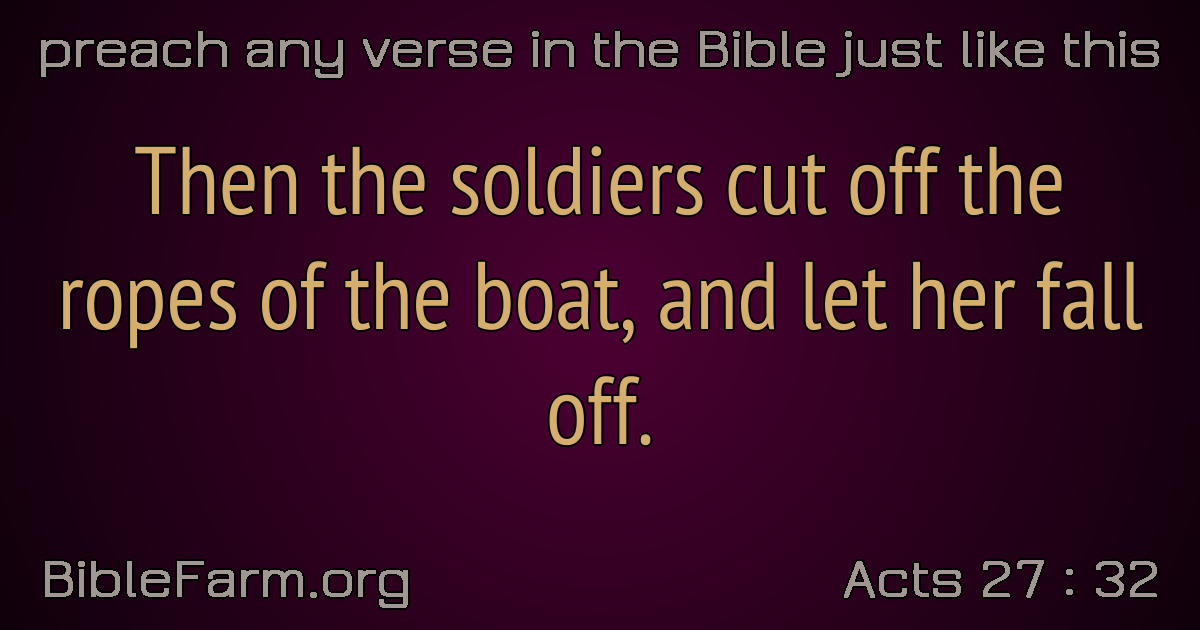 preach any verse in the Bible just like this
Then the soldiers cut off the
ropes of the boat, and let her fall
off.
BibleFarm.org
Acts 27 : 32